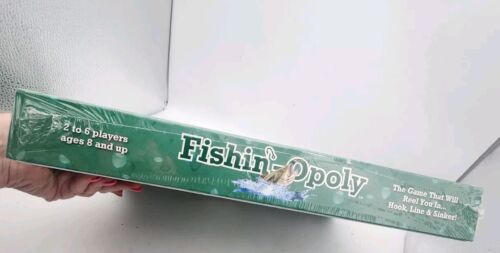 2 to 6 players
ages 8 and up
Fishin'-Opoly
The Game That Will
Reel You In...
Hook, Line & Sinker!